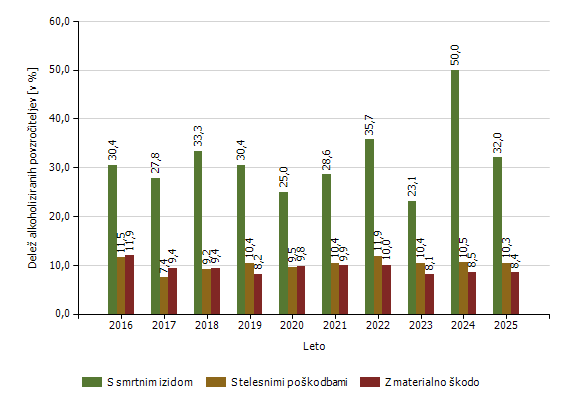 60,0
50,0
40,0
30,0
20,0
10,0
0,0
Delež alkoholiziranih povzročiteljev [v %]
30,4 11,5 11,9
27,8 7,4 9,4
33,3 9,2 9,4
30,4 10,4 8,2
25,0 9,5 9,8
28,6 10,4 9,9
35,7 11,9 10,0
23,1 10,4 8,1
50,0 10,5 8,5
32,0 10,3 8,4
2016 2017 2018 2019 2020 2021 2022 2023 2024 2025
Leto
S smrtnim izidom S telesnimi poškodbami Z materialno škodo